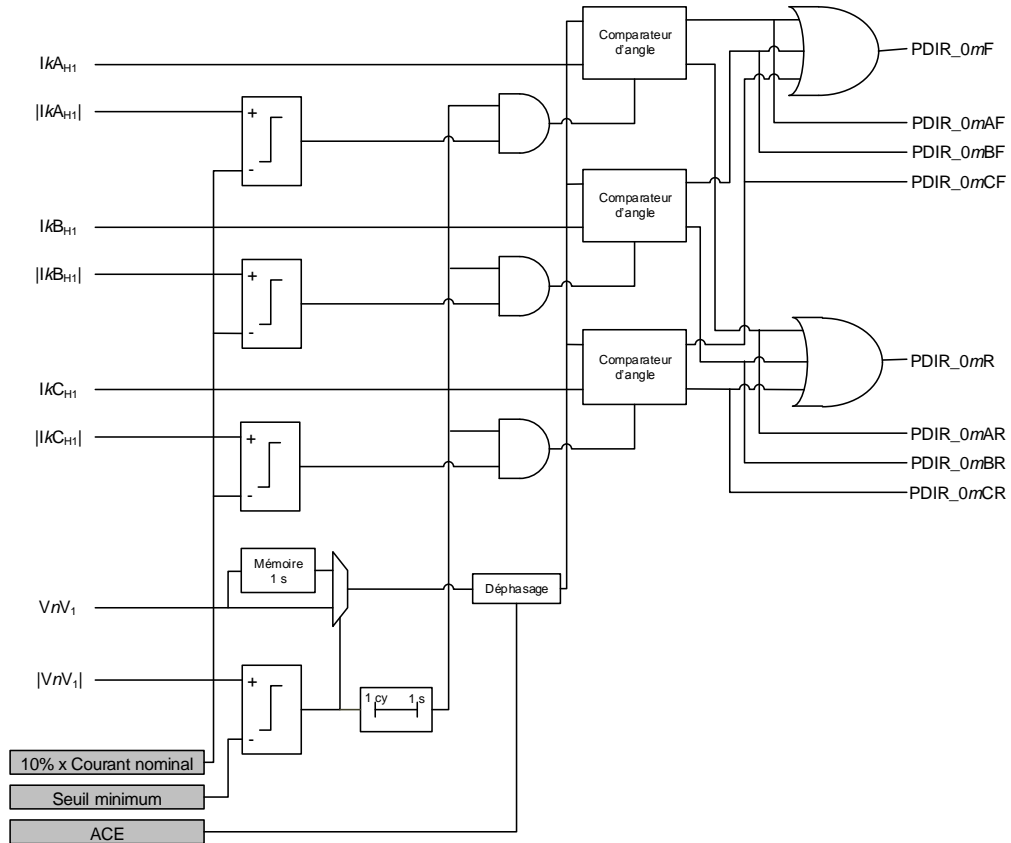 IkA_H1
|IkA_H1|
+
-
Comparateur
d'angle
PDIR_0mF
PDIR_0mAF
PDIR_0mBF
PDIR_0mCF
IkB_H1
|IkB_H1|
+
-
Comparateur
d'angle
IkC_H1
|IkC_H1|
+
-
Comparateur
d'angle
PDIR_0mR
PDIR_0mAR
PDIR_0mBR
PDIR_0mCR
Mémoire
1 s
VnV_1
Déphasage
|VnV_1|
+
-
1 cy 1 s
10% x Courant nominal
Seuil minimum
ACE